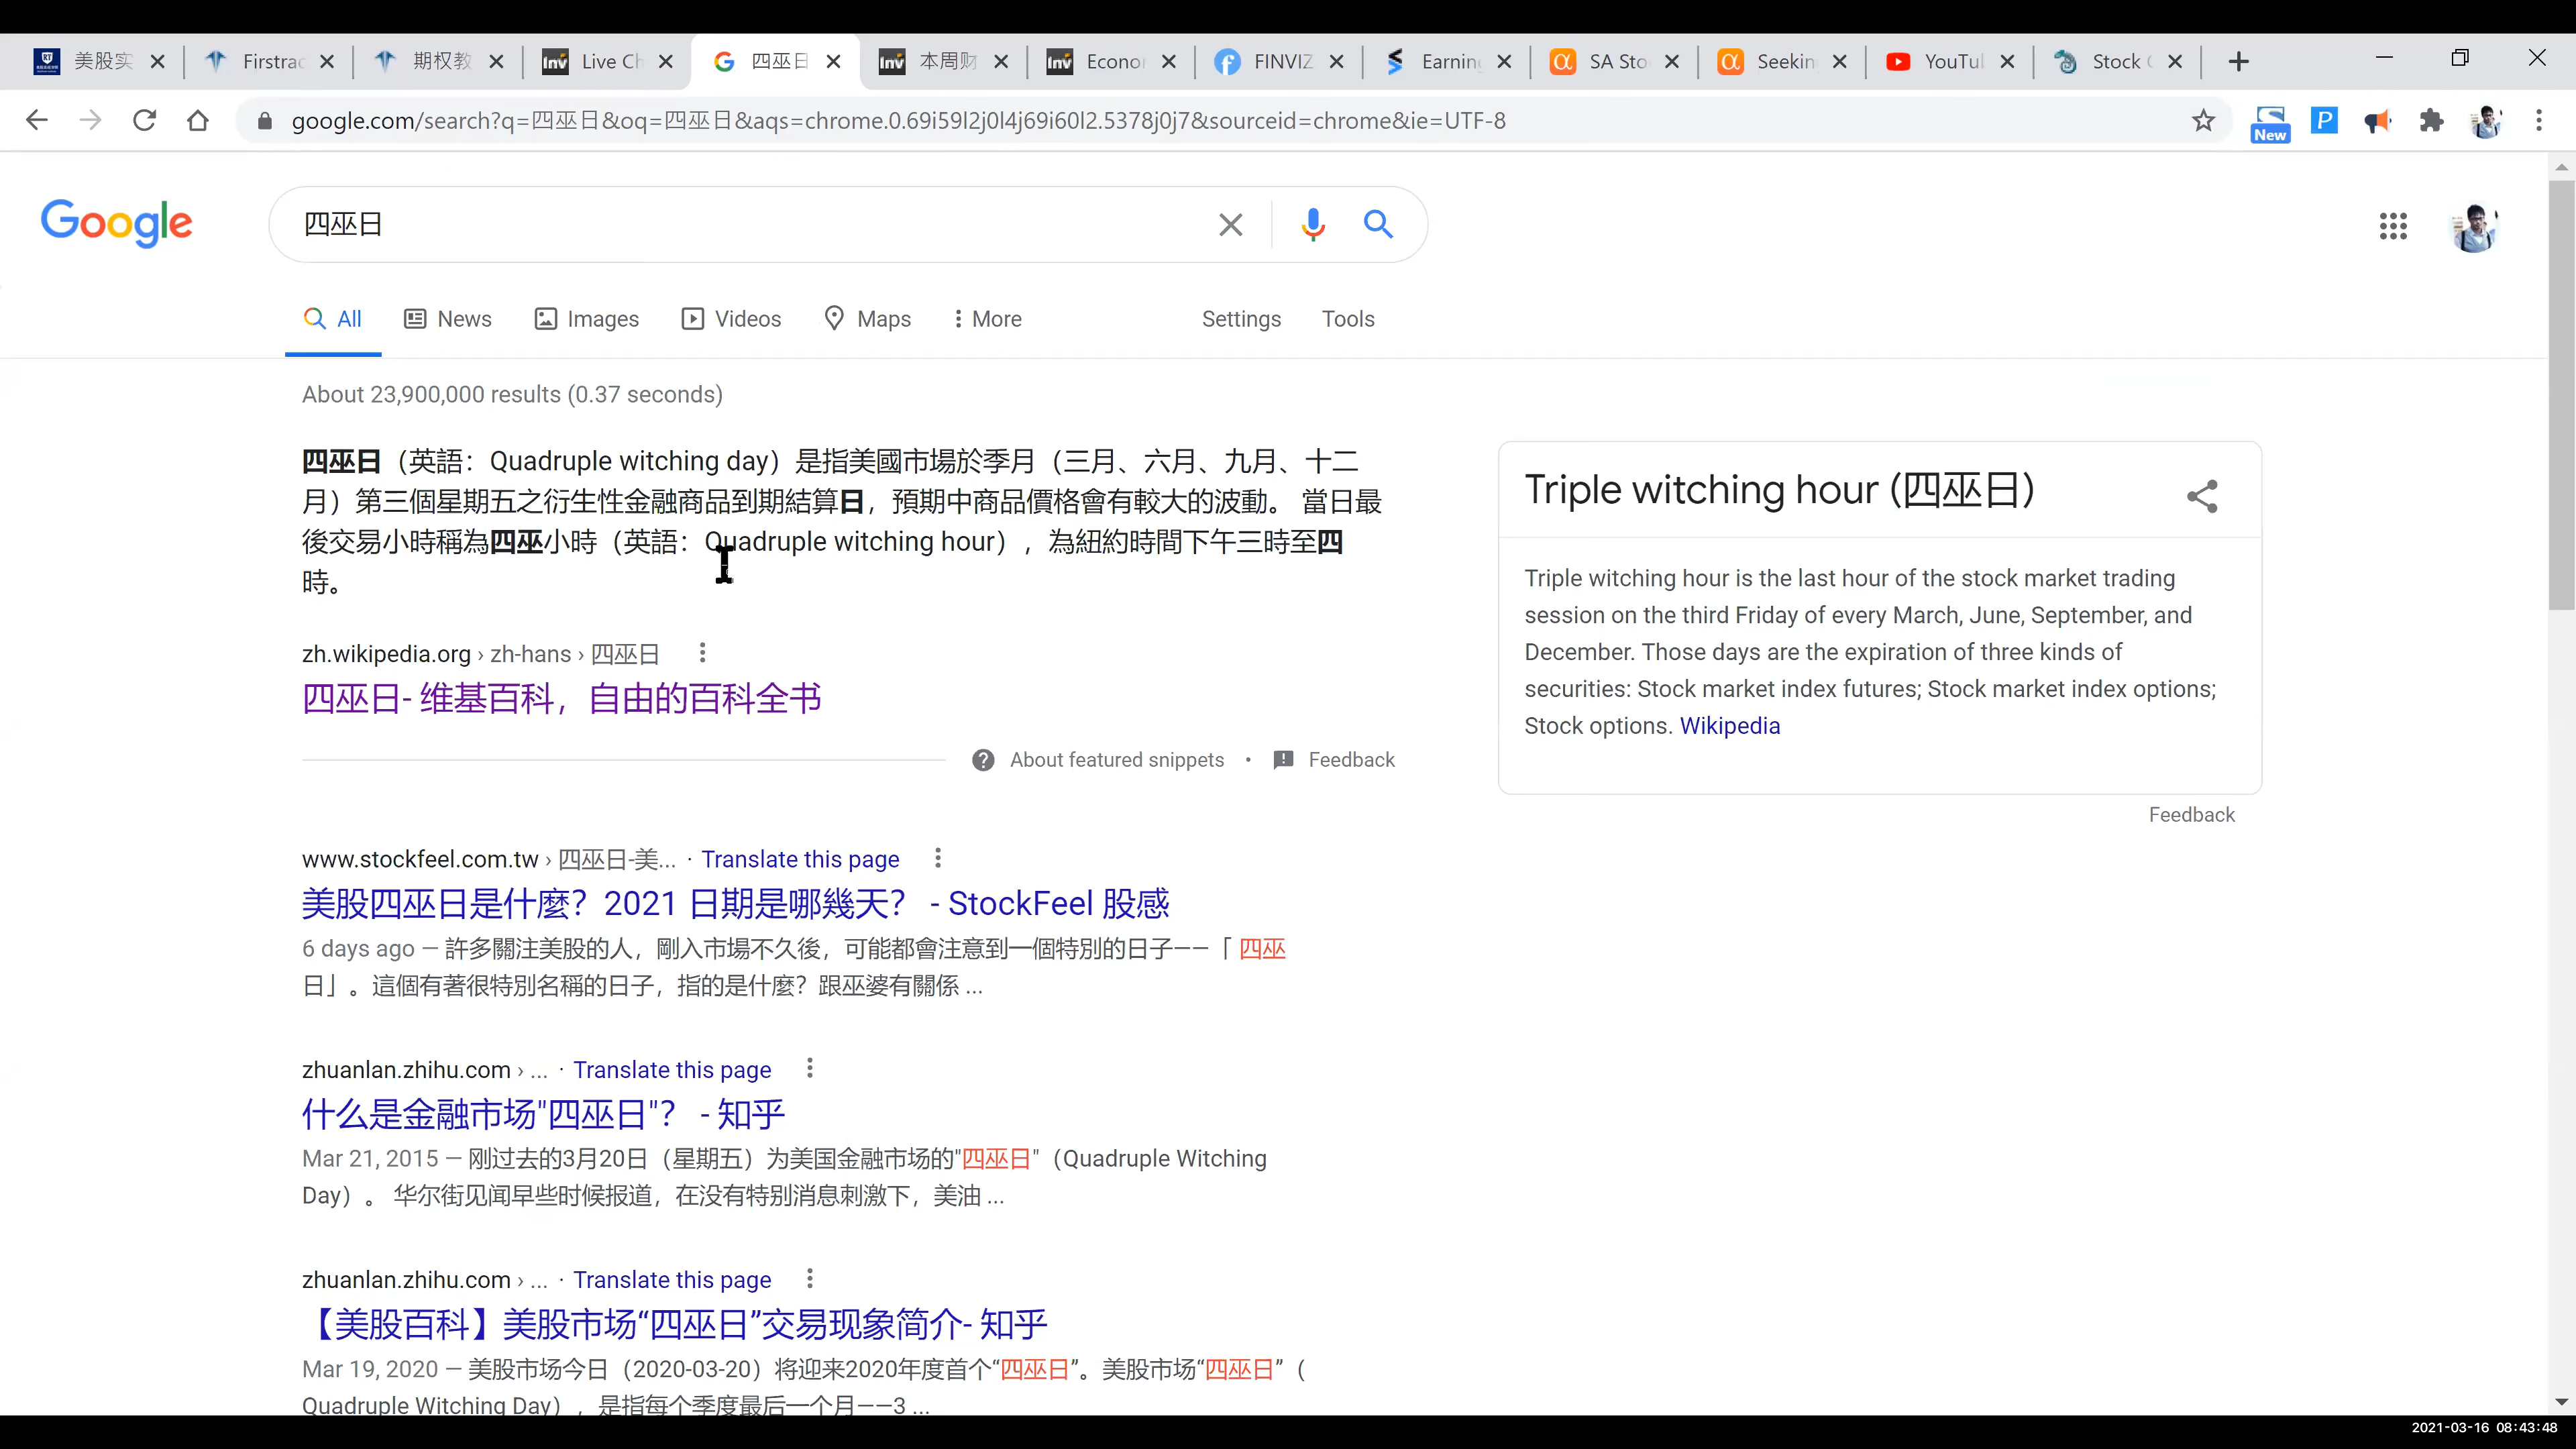 美股实
Firstrac
期权教
Live Ch
四巫日
本周财
Econor
FINVIZ
Earning
SA Sto
Seekin
YouTu
Stock
google.com/search?q=四巫日&oq=四巫日&aqs=chrome.0.69i59l2j0l4j69i60l2.5378j0j7&sourceid=chrome&ie=UTF-8
New
Google
四巫日
All
News
Images
Videos
Maps
More
Settings
Tools
About 23,900,000 results (0.37 seconds)
四巫日（英語：Quadruple witching day）是指美國市場於季月（三月、六月、九月、十二
月）第三個星期五之衍生性金融商品到期結算日，預期中商品價格會有較大的波動。 當日最
後交易小時稱為四巫小時（英語：Quadruple witching hour），為紐約時間下午三時至四
時。
zh.wikipedia.org › zh-hans › 四巫日
四巫日- 维基百科，自由的百科全书
About featured snippets • Feedback
Triple witching hour (四巫日)
Triple witching hour is the last hour of the stock market trading
session on the third Friday of every March, June, September, and
December. Those days are the expiration of three kinds of
securities: Stock market index futures; Stock market index options;
Stock options. Wikipedia
Feedback
www.stockfeel.com.tw › 四巫日-美... · Translate this page
美股四巫日是什麼？2021 日期是哪幾天？ - StockFeel 股感
6 days ago — 許多關注美股的人，剛入市場不久後，可能都會注意到一個特別的日子——「 四巫
日」。這個有著很特別名稱的日子，指的是什麼？跟巫婆有關係 ...
zhuanlan.zhihu.com › ... · Translate this page
什么是金融市场"四巫日"？ - 知乎
Mar 21, 2015 — 刚过去的3月20日（星期五）为美国金融市场的"四巫日"（Quadruple Witching
Day）。 华尔街见闻早些时候报道，在没有特别消息刺激下，美油 ...
zhuanlan.zhihu.com › ... · Translate this page
【美股百科】美股市场“四巫日”交易现象简介- 知乎
Mar 19, 2020 — 美股市场今日（2020-03-20）将迎来2020年度首个“四巫日”。美股市场“四巫日”（
Quadruple Witching Day），是指每个季度最后一个月——3 ...
2021-03-16 08:43:48